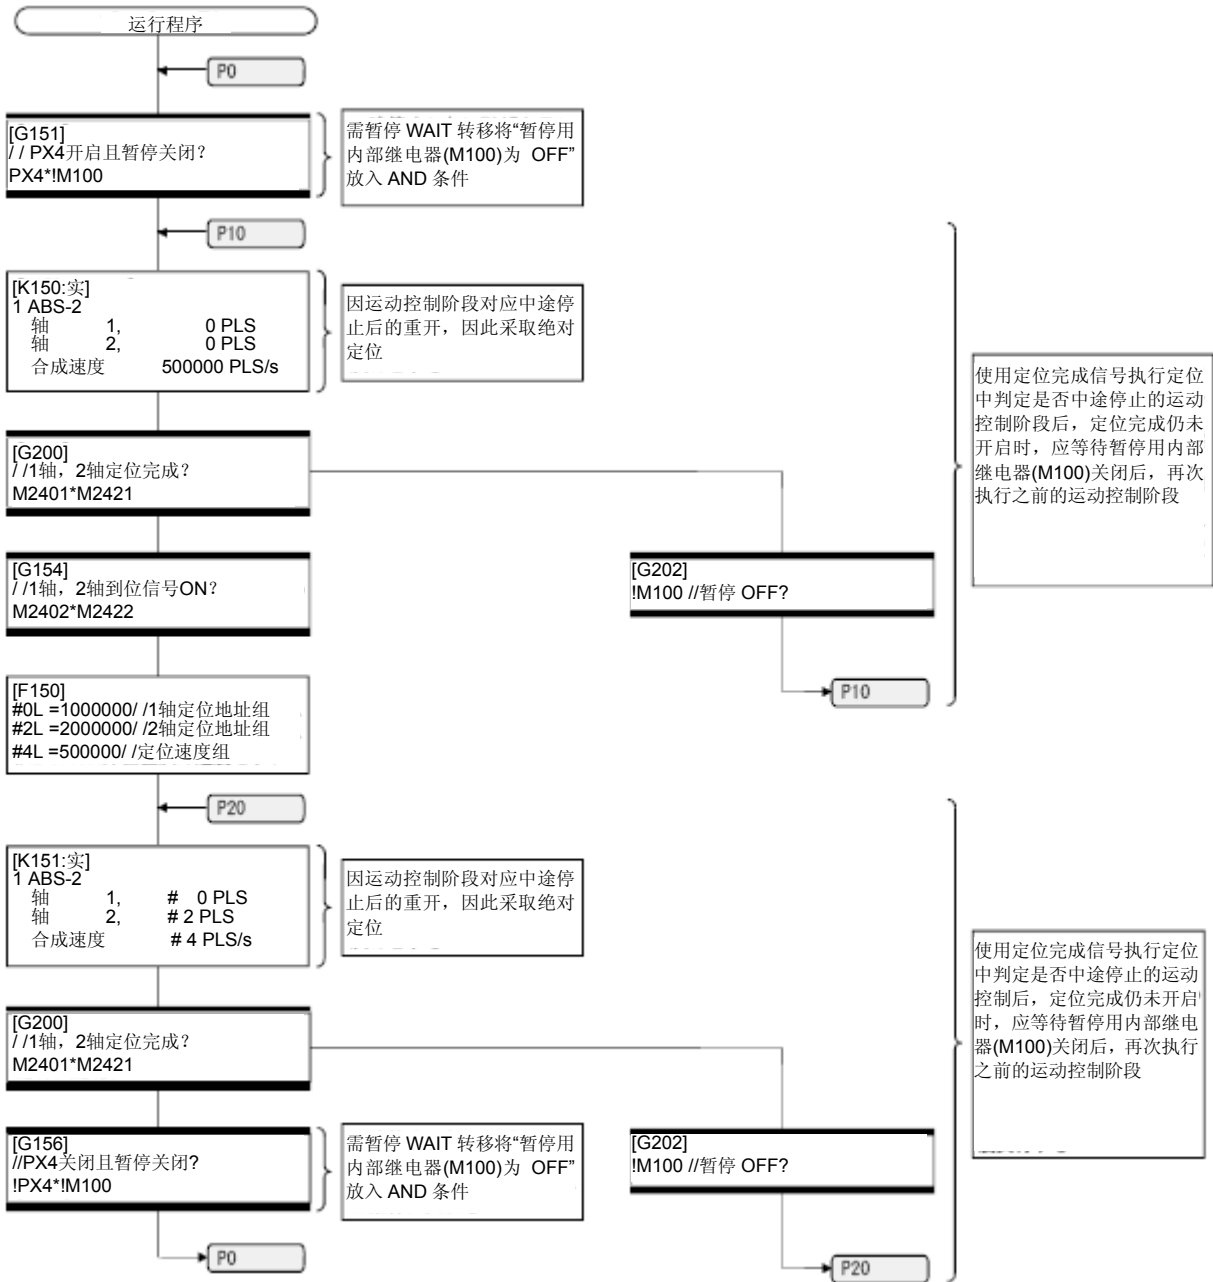 运行程序
P0
[G151]
/ / PX4开启且暂停关闭?
PX4*!M100
需暂停 WAIT 转移将“暂停用
内部继电器(M100)为 OFF”
放入 AND 条件
P10
[K150:实]
1 ABS-2
轴 1, 0 PLS
轴 2, 0 PLS
合成速度 500000 PLS/s
因运动控制阶段对应中途停
止后的重开，因此采取绝对
定位
[G200]
/ /1轴，2轴定位完成?
M2401*M2421
[G154]
/ /1轴，2轴到位信号ON?
M2402*M2422
[G202]
!M100 //暂停 OFF?
P10
使用定位完成信号执行定位
中判定是否中途停止的运动
控制阶段后，定位完成仍未
开启时，应等待暂停用内部
继电器(M100)关闭后，再次
执行之前的运动控制阶段
[F150]
#0L =1000000/ /1轴定位地址组
#2L =2000000/ /2轴定位地址组
#4L =500000/ /定位速度组
P20
[K151:实]
1 ABS-2
轴 1, # 0 PLS
轴 2, # 2 PLS
合成速度 # 4 PLS/s
因运动控制阶段对应中途停
止后的重开，因此采取绝对
定位
[G200]
/ /1轴，2轴定位完成?
M2401*M2421
[G156]
//PX4关闭且暂停关闭?
!PX4*!M100
需暂停 WAIT 转移将“暂停用
内部继电器(M100)为 OFF”
放入 AND 条件
P0
[G202]
!M100 //暂停 OFF?
P20
使用定位完成信号执行定位
中判定是否中途停止的运动
控制后，定位完成仍未开启
时，应等待暂停用内部继电
器(M100)关闭后，再次执行
之前的运动控制阶段